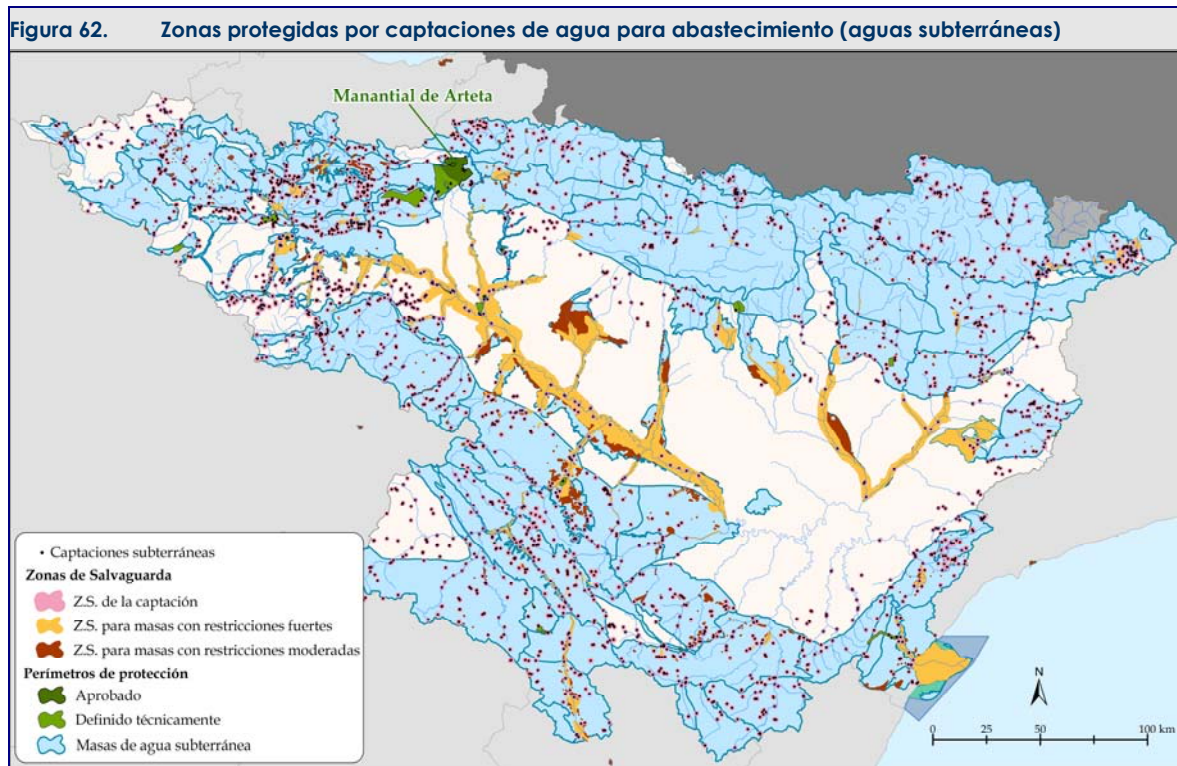 Figura 62. Zonas protegidas por captaciones de agua para abastecimiento (aguas subterráneas)
Manantial de Arteta
Captaciones subterráneas
Zonas de Salvaguarda
Z.S. de la captación
Z.S. para masas con restricciones fuertes
Z.S. para masas con restricciones moderadas
Perímetros de protección
Aprobado
Definido técnicamente
Masas de agua subterránea
N
0 25 50 100 km